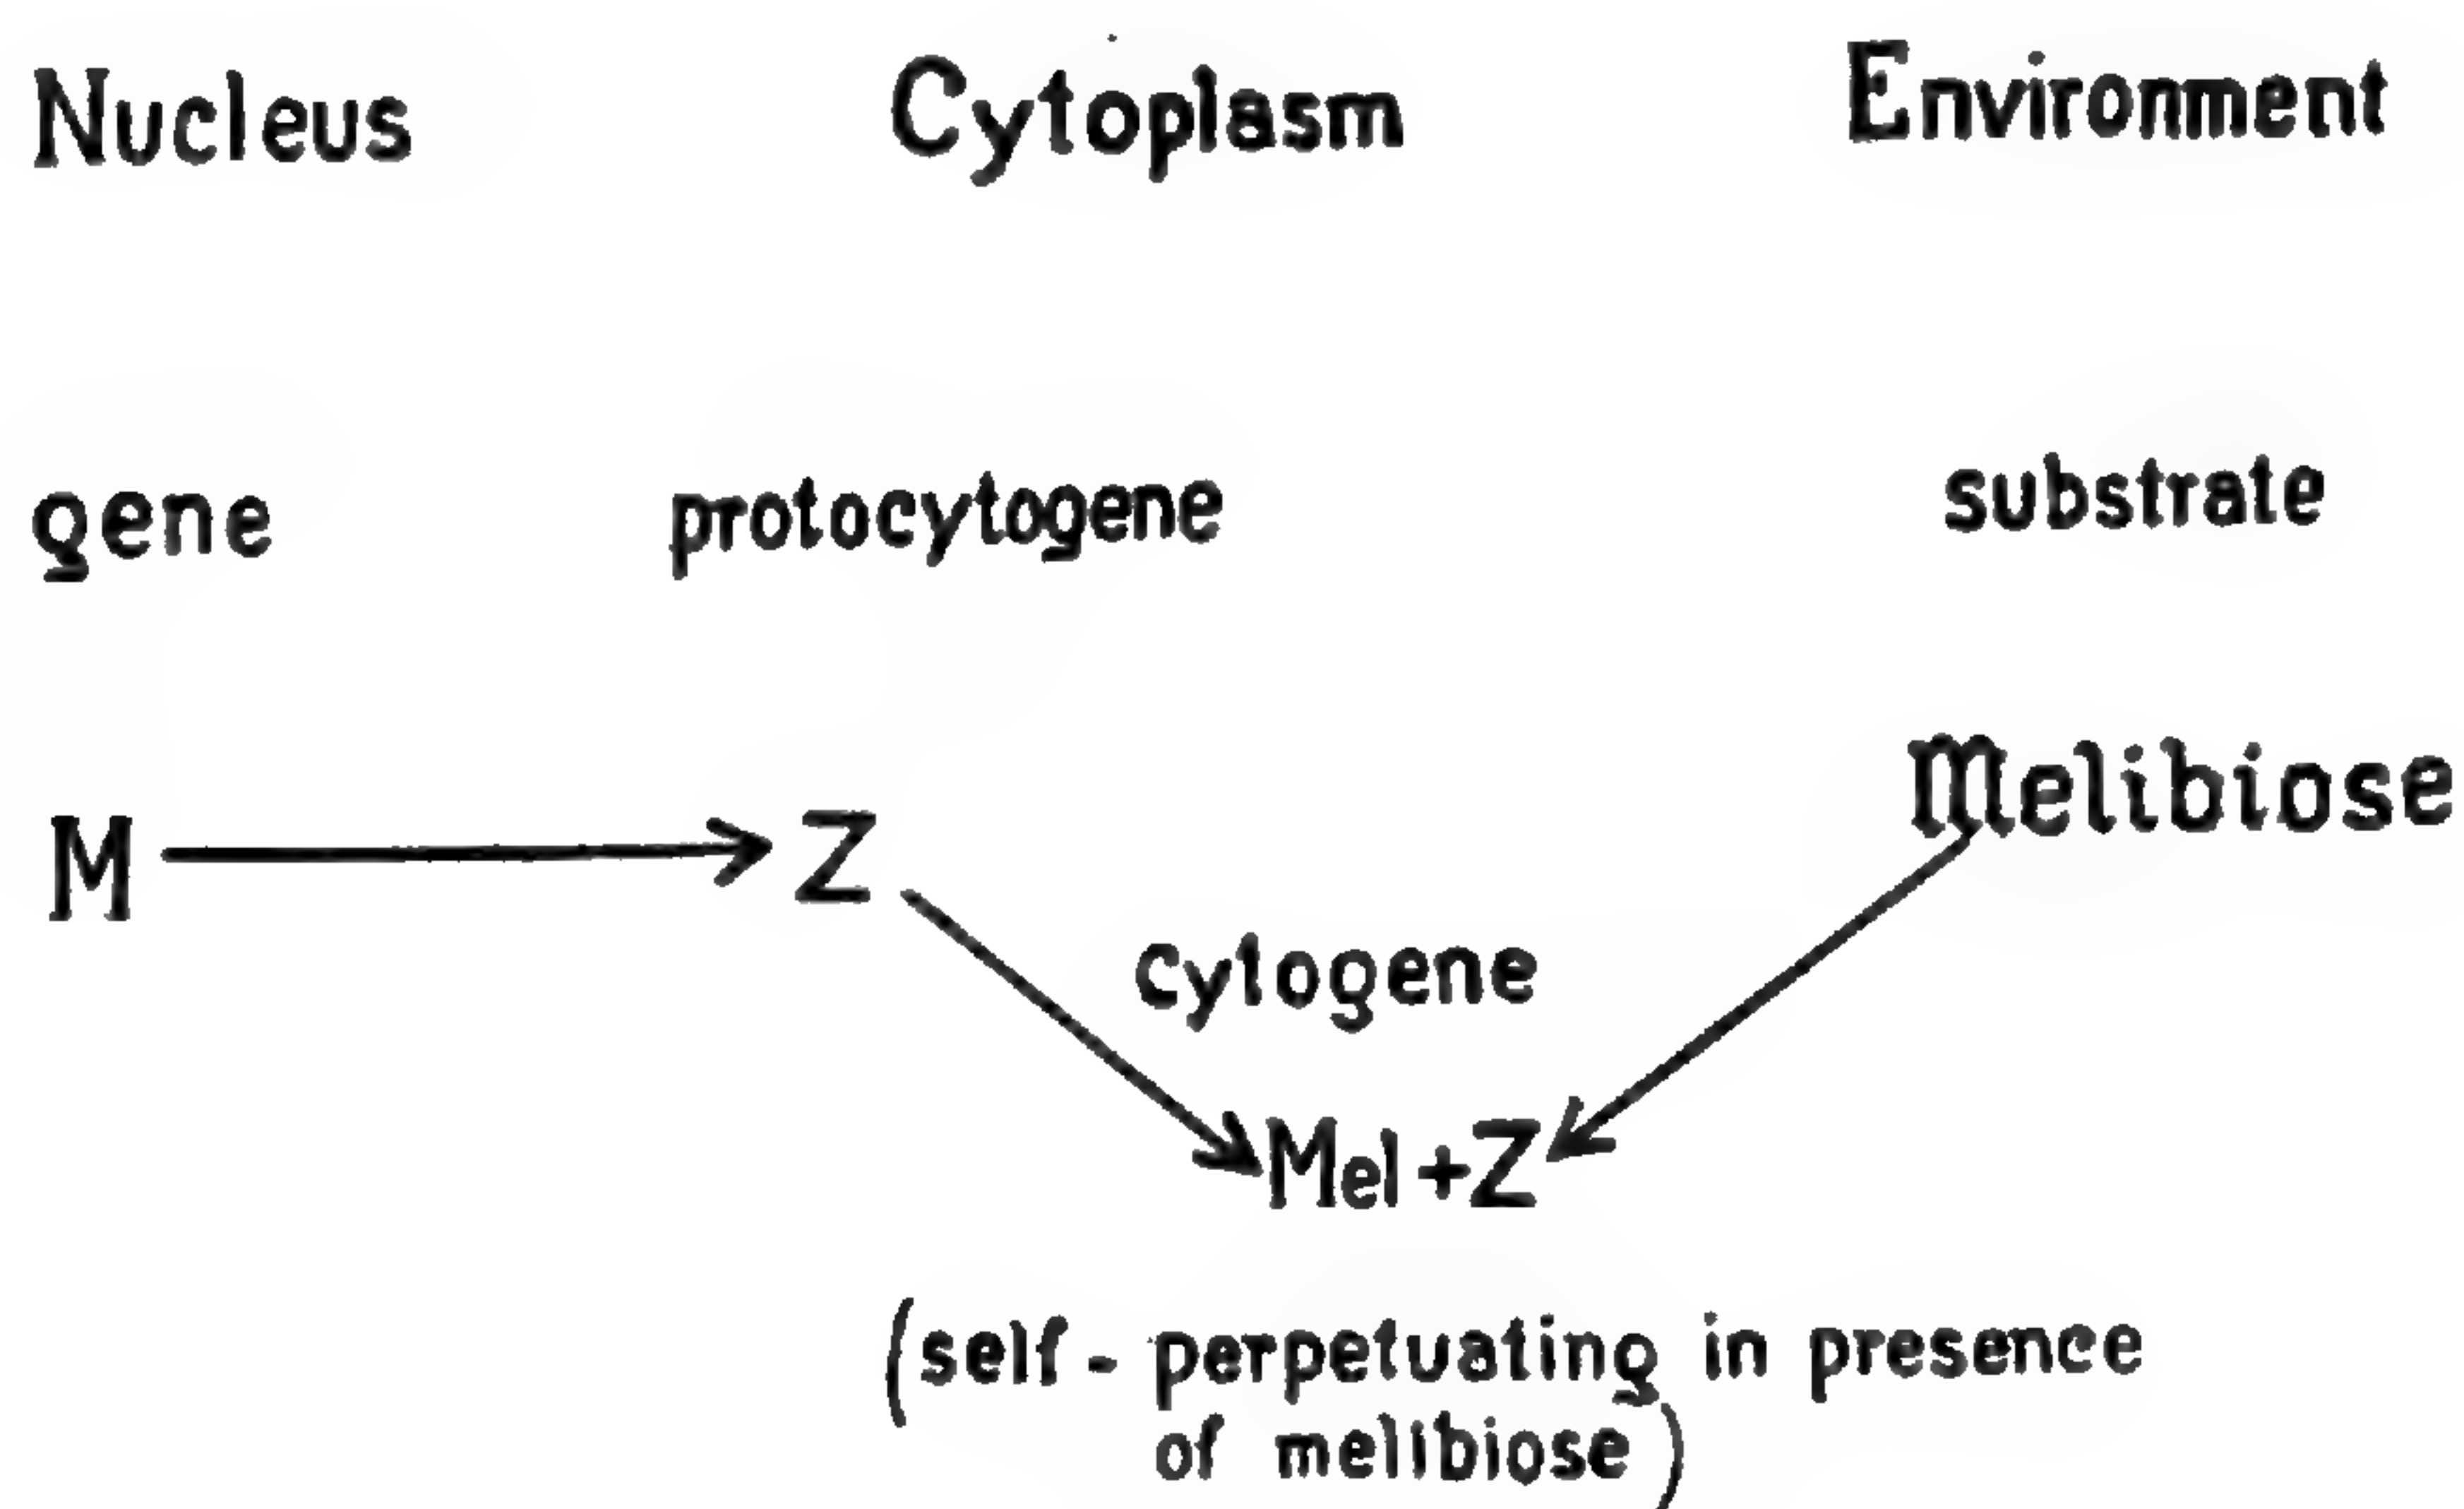 Nucleus Cytoplasm Environment
gene protocytogene substrate
M Z Melibiose
Cytogene
Mel + Z
(self - perpetuating in presence
of melibiose)